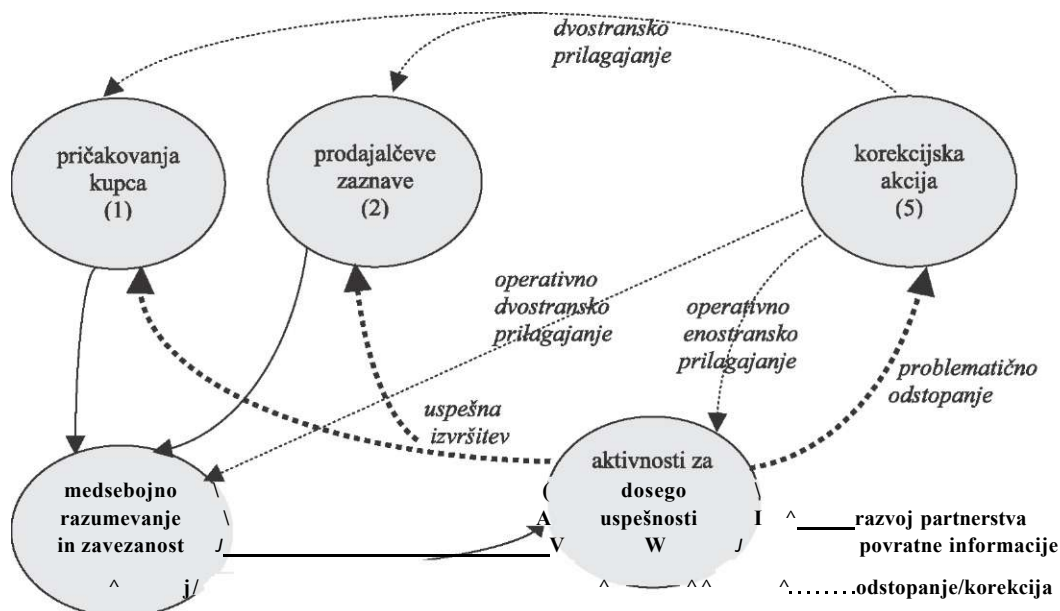 dvostransko
prilagajanje
pričakovanja
kupca
(1)
prodajalčeve
zaznave
(2)
korekcijska
akcija
(5)
operativno
dvostransko
prilagajanje
operativno
enostransko
prilagajanje
problematično
odstopanje
uspešna
izvršitev
medsebojno
razumevanje
in zavezanost
aktivnosti za
dosego
uspešnosti
razvoj partnerstva
povratne informacije
odstopanje/korekcija